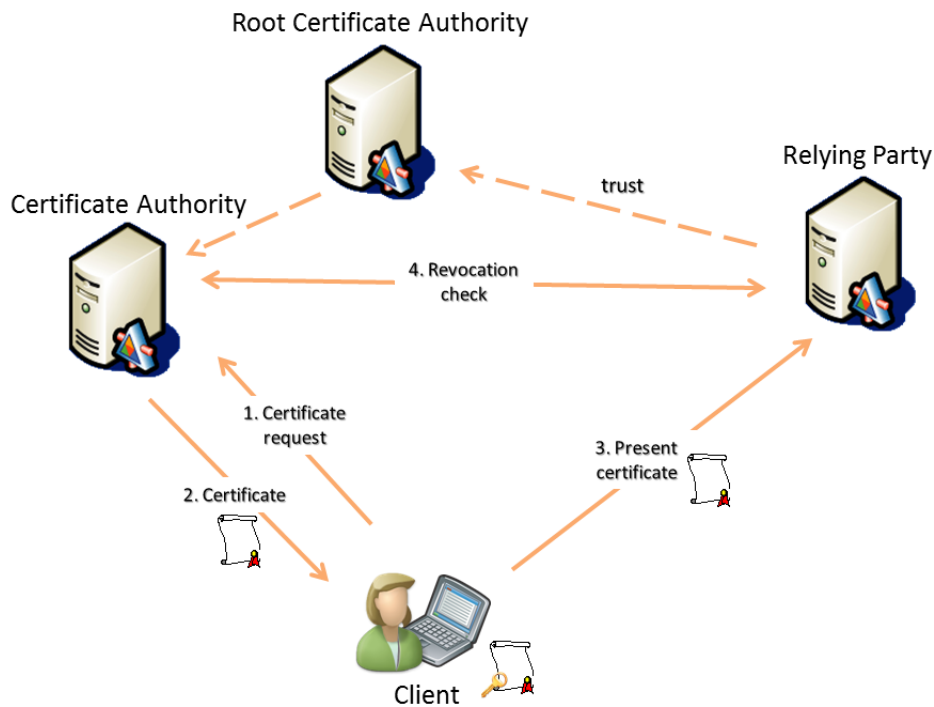 Root Certificate Authority
Relying Party
trust
Certificate Authority
4. Revocation
check
1. Certificate
request
3. Present
certificate
2. Certificate
Client